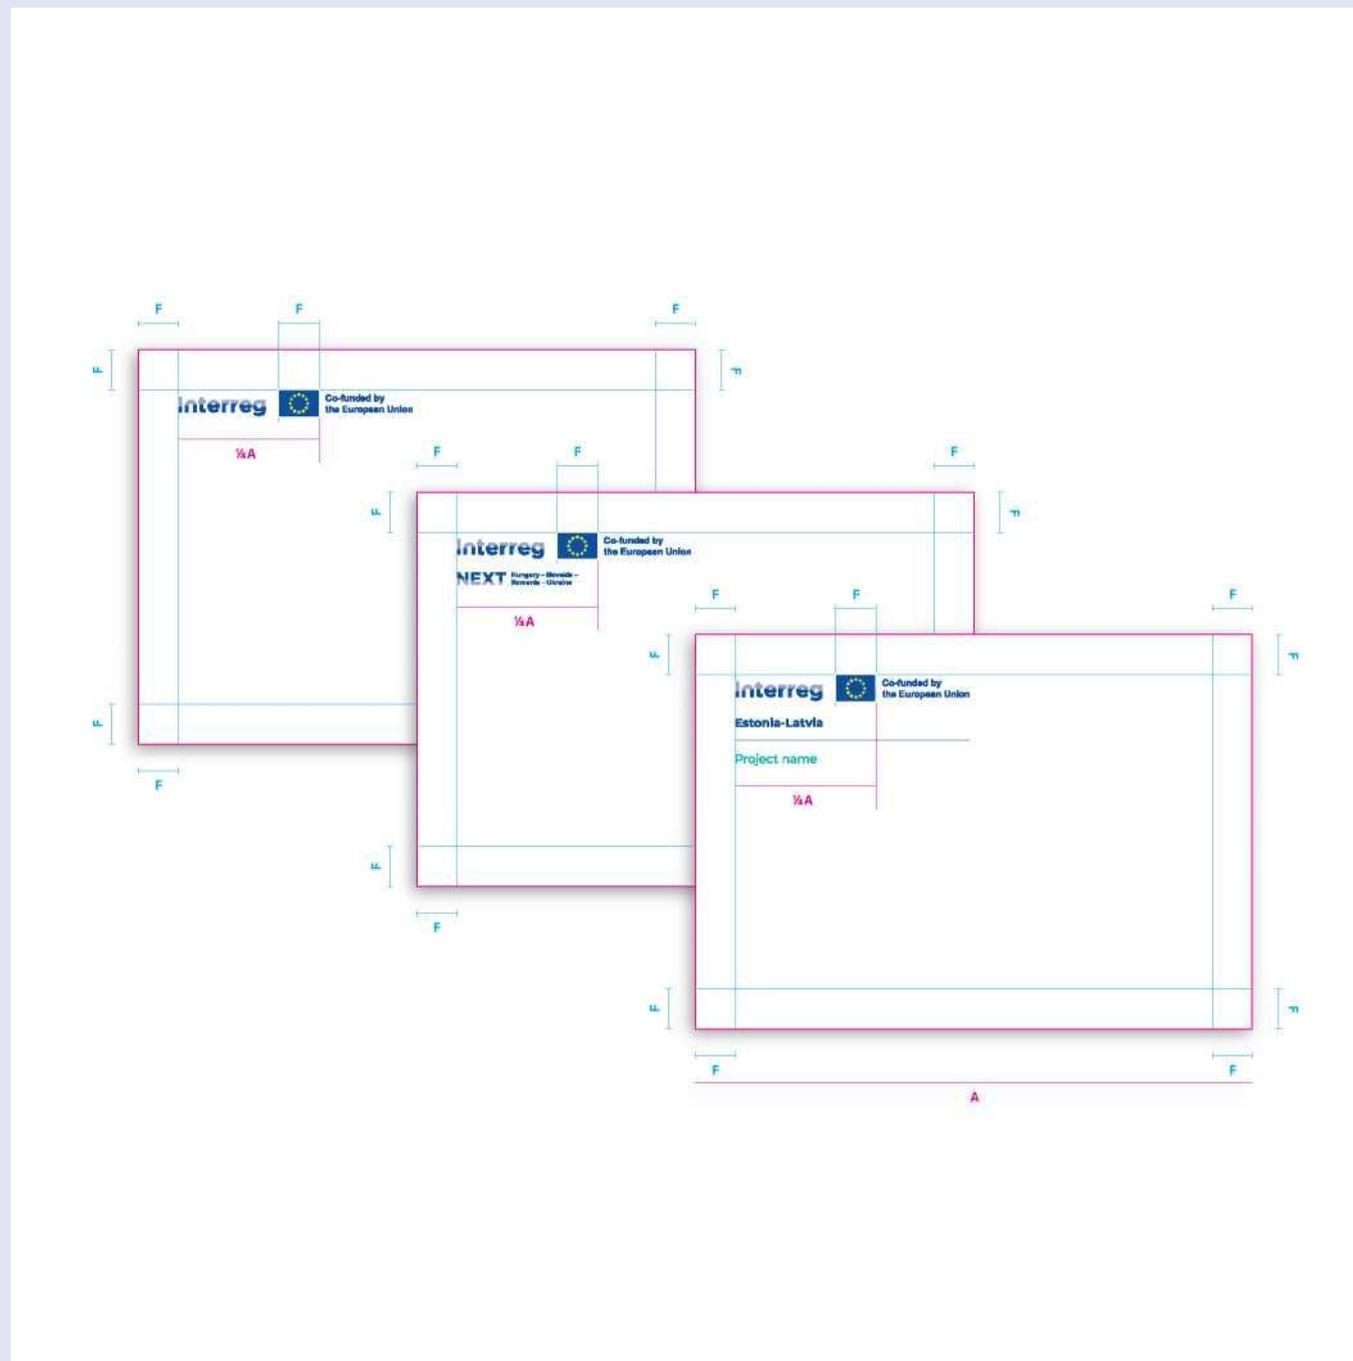 F F F
F F
Interreg
Co-funded by
the European Union
¼A
F
F
F F F
F F
Interreg
Co-funded by
the European Union
NEXT
Hungary – Slovakia –
Romania – Ukraine
¼A
F
F
F F F
F F
Interreg
Co-funded by
the European Union
Estonia-Latvia
Project name
¼A
F F
F F
A